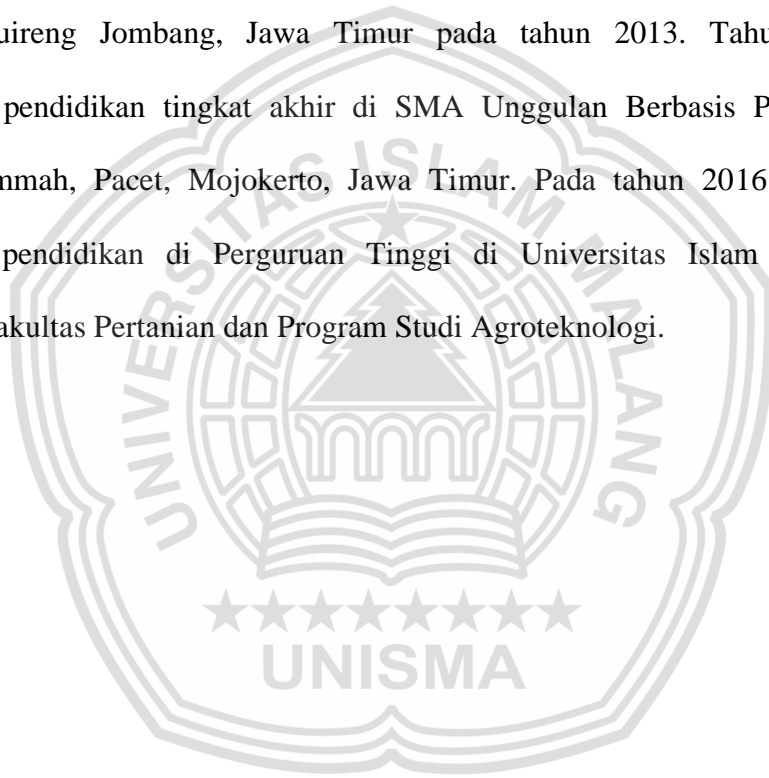 uireng Jombang, Jawa Timur pada tahun 2013. Tahu
pendidikan tingkat akhir di SMA Unggulan Berbasis P
mmah, Pacet, Mojokerto, Jawa Timur. Pada tahun 2016
pendidikan di Perguruan Tinggi di Universitas Islam
akultas Pertanian dan Program Studi Agroteknologi.
UNIVERSITAS ISLAM MALANG
UNISMA